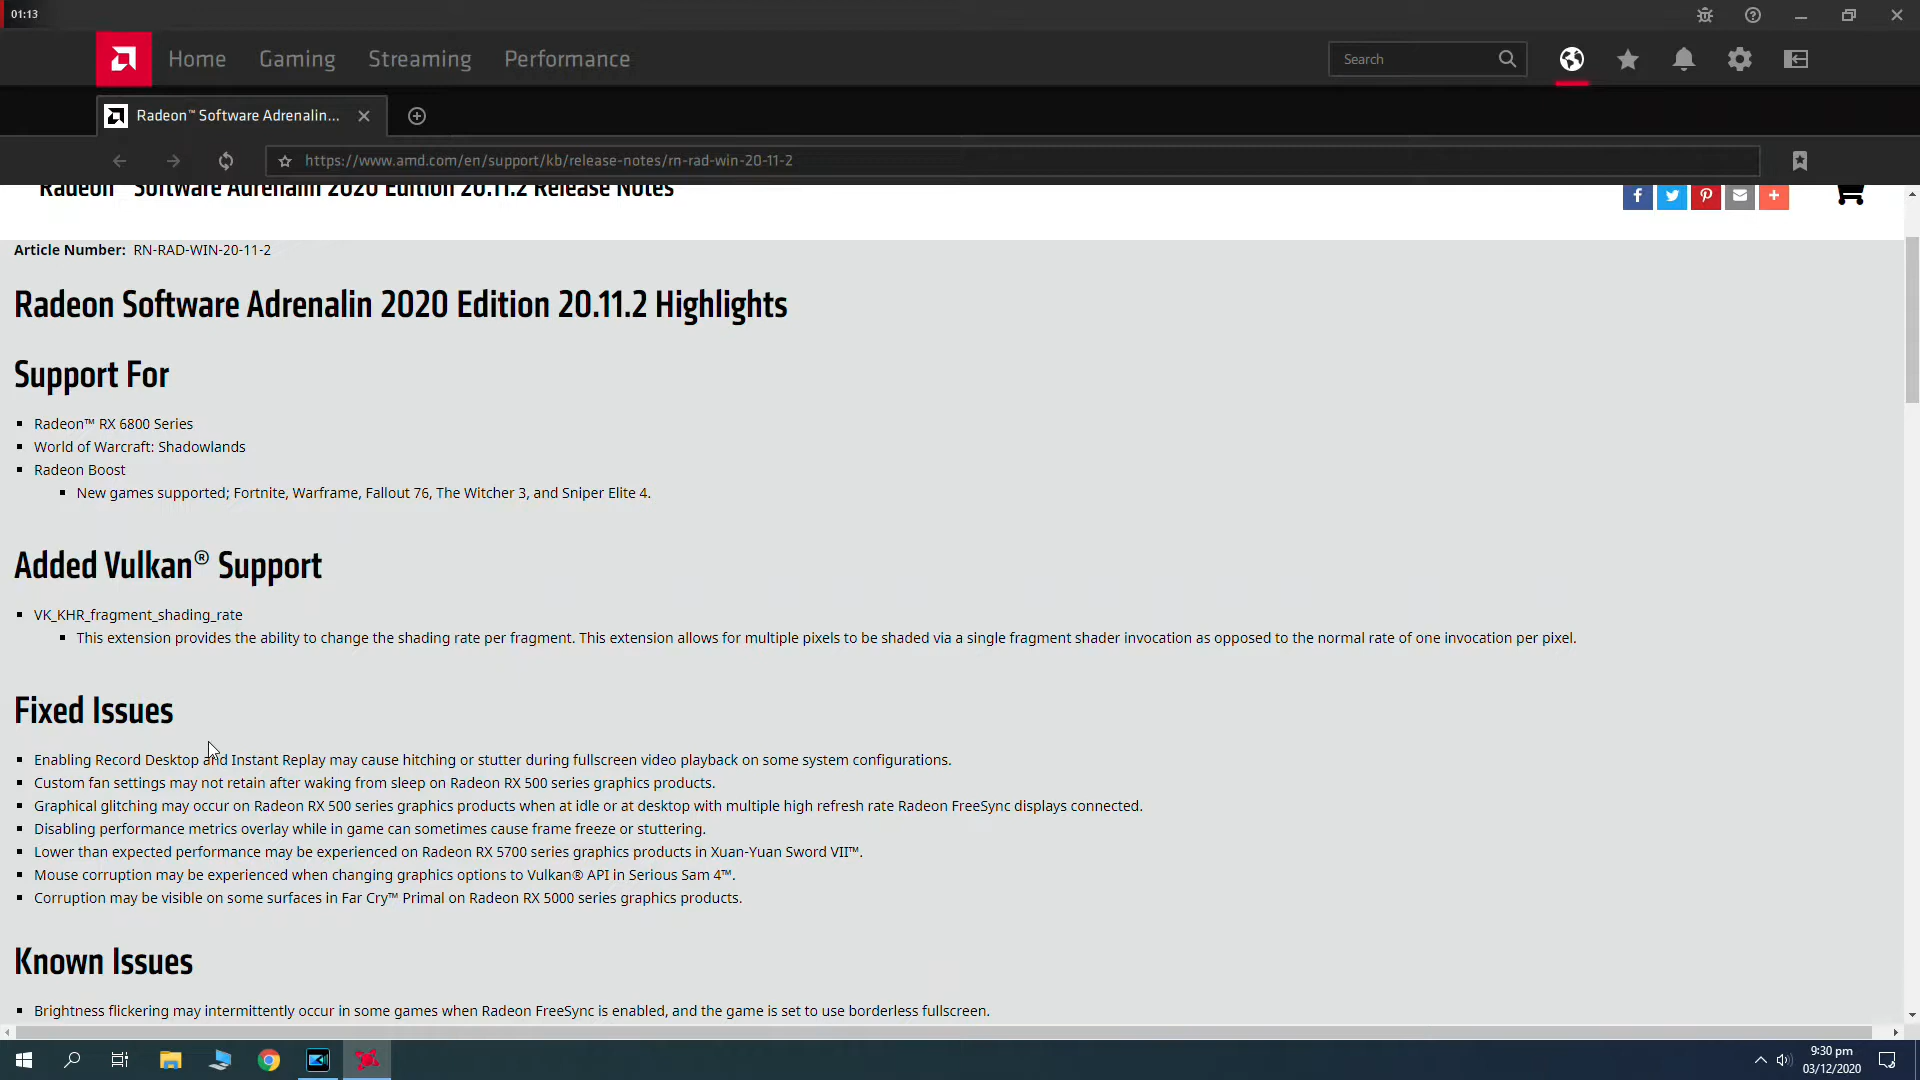 01:13
Home Gaming Streaming Performance Search
Radeon™ Software Adrenalin...
https://www.amd.com/en/support/kb/release-notes/rn-rad-win-20-11-2
Radeon™ Software Adrenalin 2020 Edition 20.11.2 Release Notes
Article Number: RN-RAD-WIN-20-11-2
Radeon Software Adrenalin 2020 Edition 20.11.2 Highlights
Support For
Radeon™ RX 6800 Series
World of Warcraft: Shadowlands
Radeon Boost
New games supported; Fortnite, Warframe, Fallout 76, The Witcher 3, and Sniper Elite 4.
Added Vulkan® Support
VK_KHR_fragment_shading_rate
This extension provides the ability to change the shading rate per fragment. This extension allows for multiple pixels to be shaded via a single fragment shader invocation as opposed to the normal rate of one invocation per pixel.
Fixed Issues
Enabling Record Desktop and Instant Replay may cause hitching or stutter during fullscreen video playback on some system configurations.
Custom fan settings may not retain after waking from sleep on Radeon RX 500 series graphics products.
Graphical glitching may occur on Radeon RX 500 series graphics products when at idle or at desktop with multiple high refresh rate Radeon FreeSync displays connected.
Disabling performance metrics overlay while in game can sometimes cause frame freeze or stuttering.
Lower than expected performance may be experienced on Radeon RX 5700 series graphics products in Xuan-Yuan Sword VII™.
Mouse corruption may be experienced when changing graphics options to Vulkan® API in Serious Sam 4™.
Corruption may be visible on some surfaces in Far Cry™ Primal on Radeon RX 5000 series graphics products.
Known Issues
Brightness flickering may intermittently occur in some games when Radeon FreeSync is enabled, and the game is set to use borderless fullscreen.
9:30 pm
03/12/2020